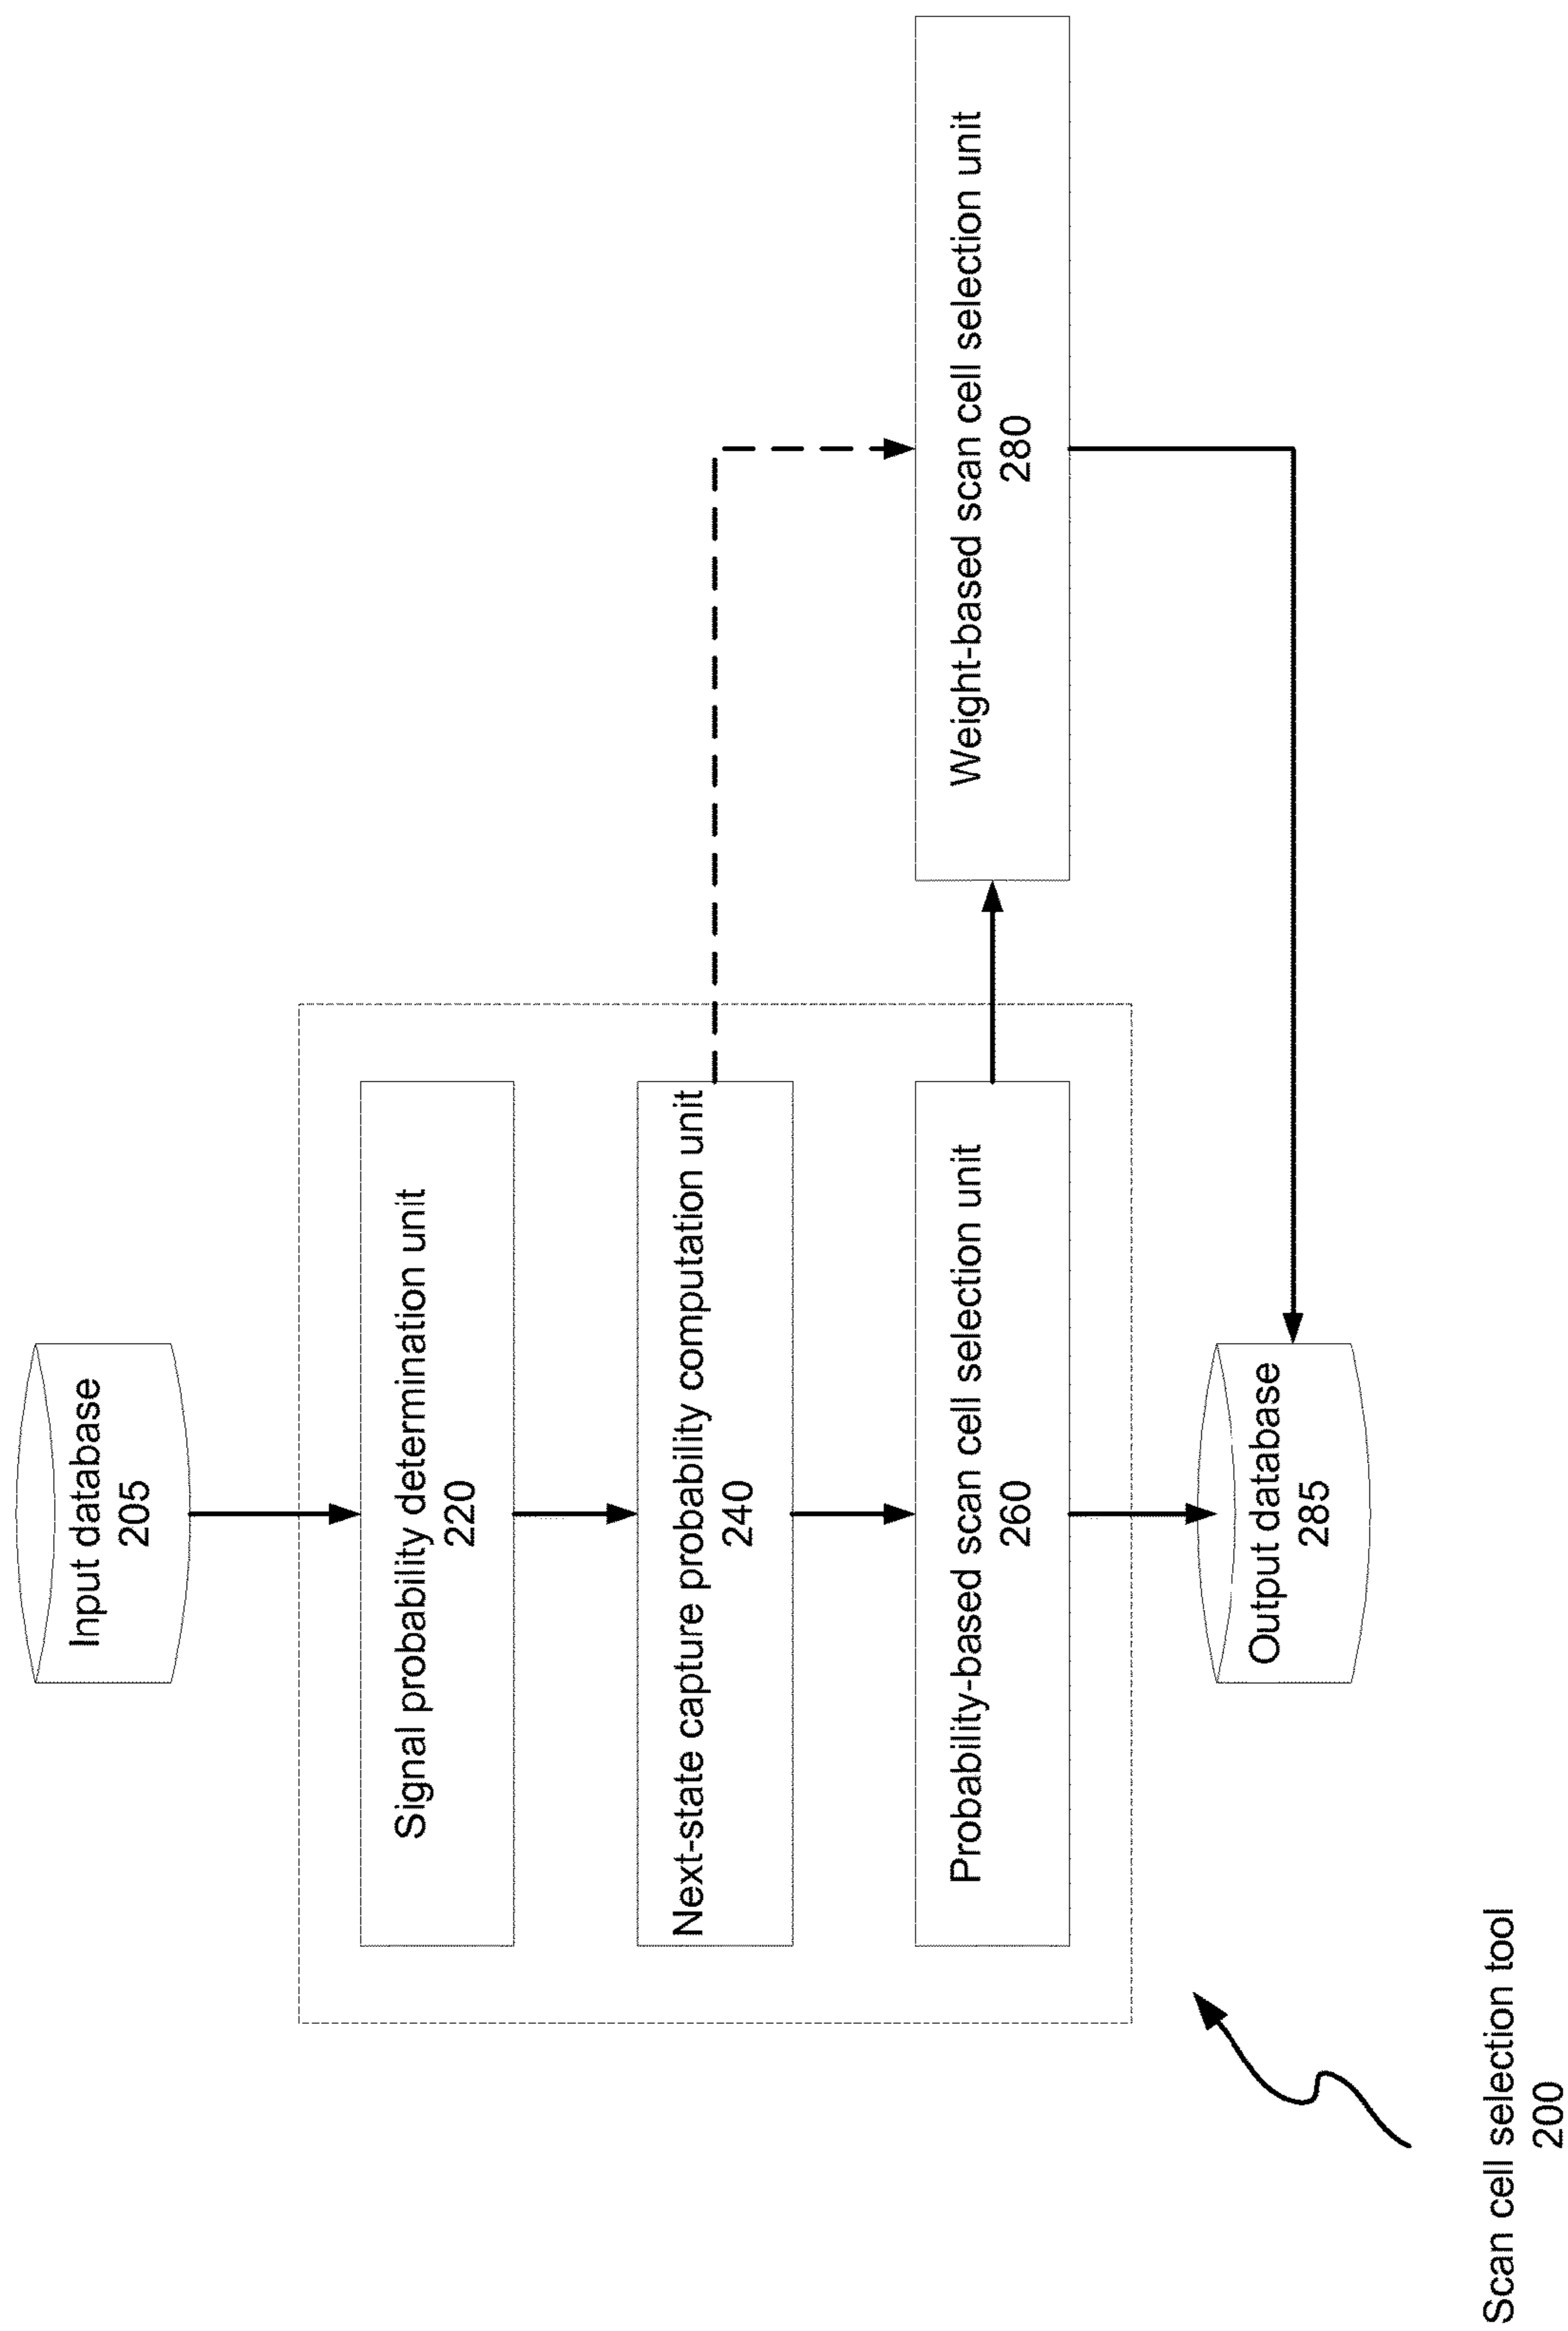 Input database
205
Signal probability determination unit
220
Next-state capture probability computation unit
240
Probability-based scan cell selection unit
260
Weight-based scan cell selection unit
280
Output database
285
Scan cell selection tool
200